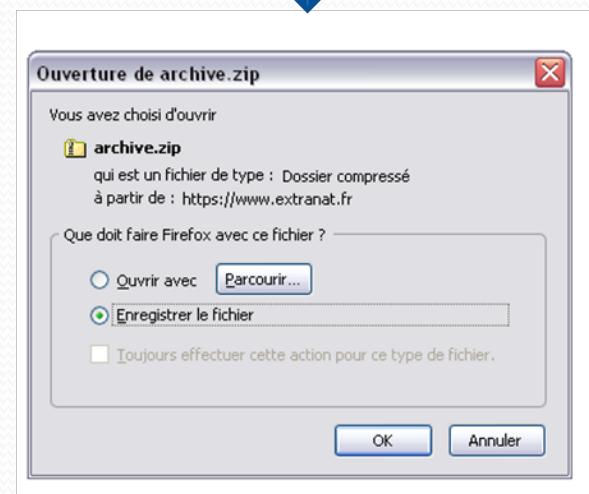 Ouverture de archive.zip
Vous avez choisi d'ouvrir
archive.zip
qui est un fichier de type : Dossier compressé
à partir de : https://www.extranat.fr
Que doit faire Firefox avec ce fichier ?
Ouvrir avec Parcourir...
Enregistrer le fichier
Toujours effectuer cette action pour ce type de fichier.
OK Annuler